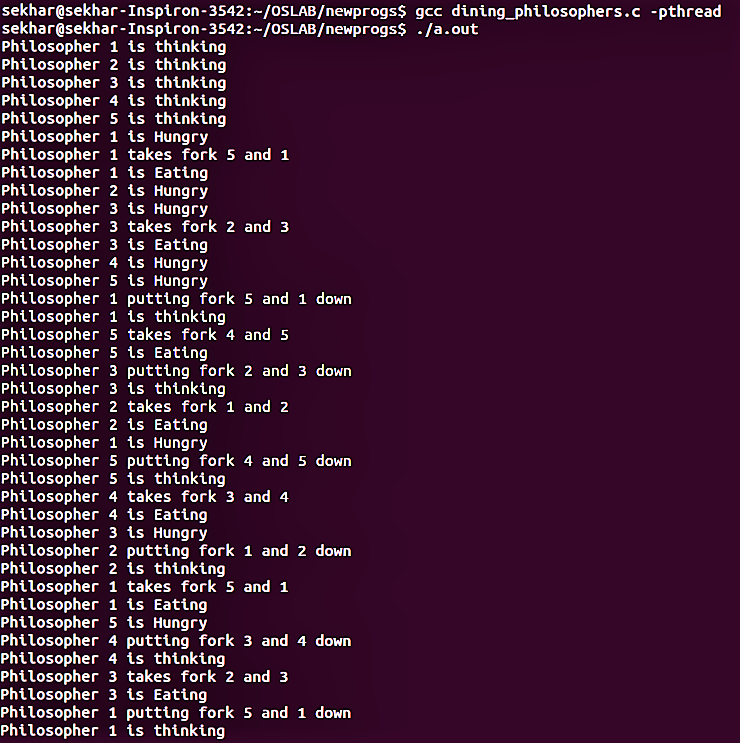 sekhar@sekhar-Inspiron-3542:~/OSLAB/newprogs$ gcc dining_philosophers.c -pthread
sekhar@sekhar-Inspiron-3542:~/OSLAB/newprogs$ ./a.out
Philosopher 1 is thinking
Philosopher 2 is thinking
Philosopher 3 is thinking
Philosopher 4 is thinking
Philosopher 5 is thinking
Philosopher 1 is Hungry
Philosopher 1 takes fork 5 and 1
Philosopher 1 is Eating
Philosopher 2 is Hungry
Philosopher 3 is Hungry
Philosopher 3 takes fork 2 and 3
Philosopher 3 is Eating
Philosopher 4 is Hungry
Philosopher 5 is Hungry
Philosopher 1 putting fork 5 and 1 down
Philosopher 1 is thinking
Philosopher 5 takes fork 4 and 5
Philosopher 5 is Eating
Philosopher 3 putting fork 2 and 3 down
Philosopher 3 is thinking
Philosopher 2 takes fork 1 and 2
Philosopher 2 is Eating
Philosopher 1 is Hungry
Philosopher 5 putting fork 4 and 5 down
Philosopher 5 is thinking
Philosopher 4 takes fork 3 and 4
Philosopher 4 is Eating
Philosopher 3 is Hungry
Philosopher 2 putting fork 1 and 2 down
Philosopher 2 is thinking
Philosopher 1 takes fork 5 and 1
Philosopher 1 is Eating
Philosopher 5 is Hungry
Philosopher 4 putting fork 3 and 4 down
Philosopher 4 is thinking
Philosopher 3 takes fork 2 and 3
Philosopher 3 is Eating
Philosopher 1 putting fork 5 and 1 down
Philosopher 1 is thinking